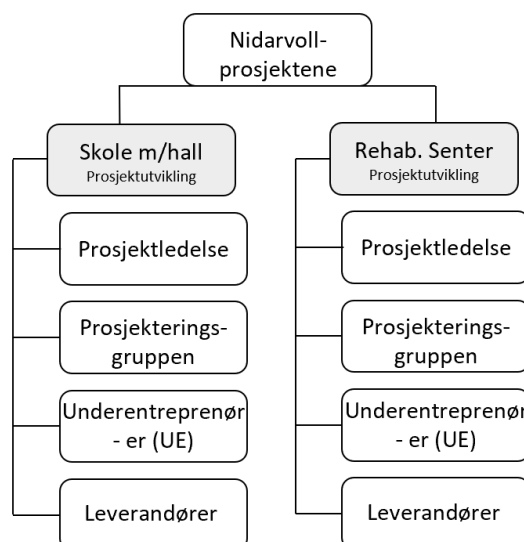 Nidarvoll-
prosjektene
Skole m/hall
Prosjektutvikling
Prosjektledelse
Prosjekterings-
gruppen
Underentreprenør
- er (UE)
Leverandører
Rehab. Senter
Prosjektutvikling
Prosjektledelse
Prosjekterings-
gruppen
Underentreprenør
- er (UE)
Leverandører